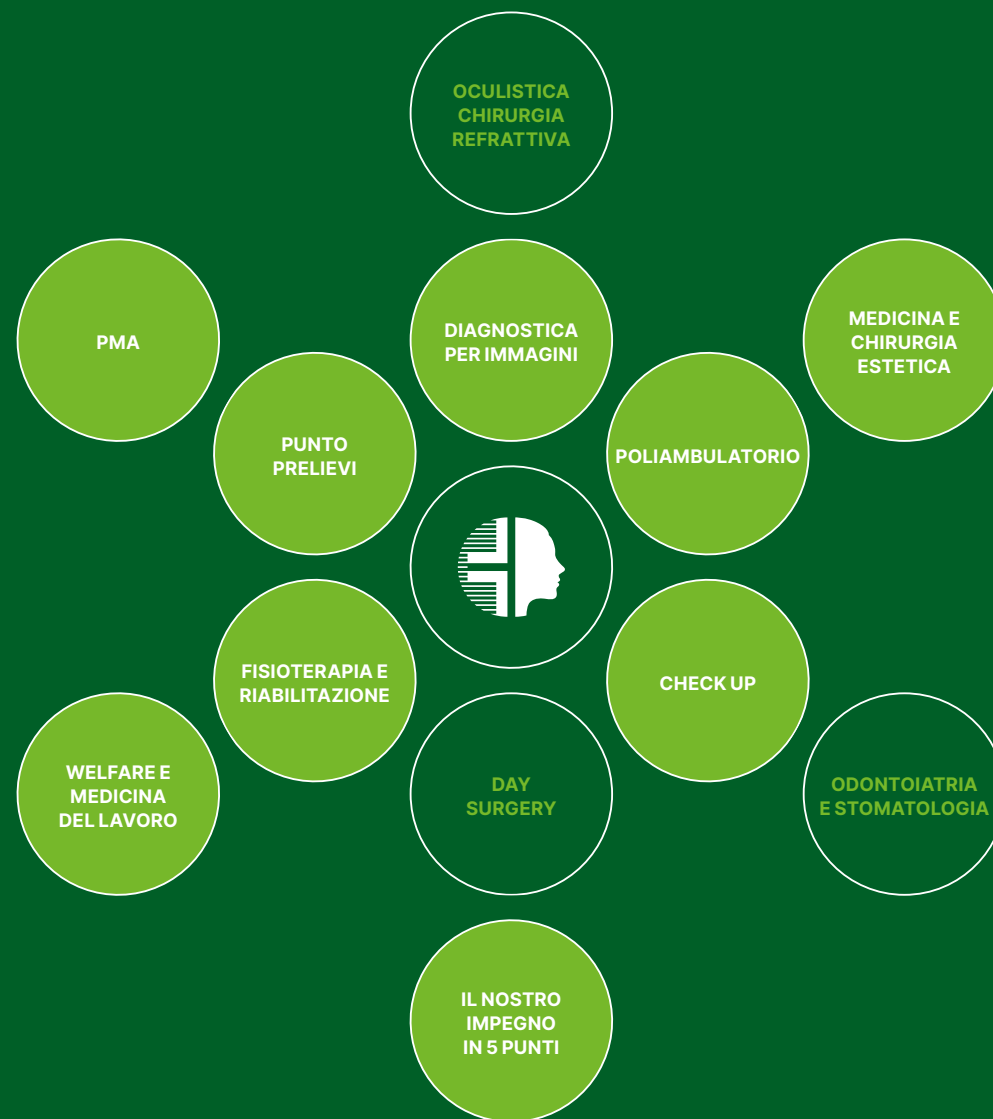 OCULISTICA
CHIRURGIA
REFRATTIVA
PMA
DIAGNOSTICA
PER IMMAGINI
MEDICINA E
CHIRURGIA
ESTETICA
PUNTO
PRELIEVI
POLIAMBULATORIO
FISIOTERAPIA E
RIABILITAZIONE
CHECK UP
WELFARE E
MEDICINA
DEL LAVORO
DAY
SURGERY
ODONTOIATRIA
E STOMATOLOGIA
IL NOSTRO
IMPEGNO
IN 5 PUNTI